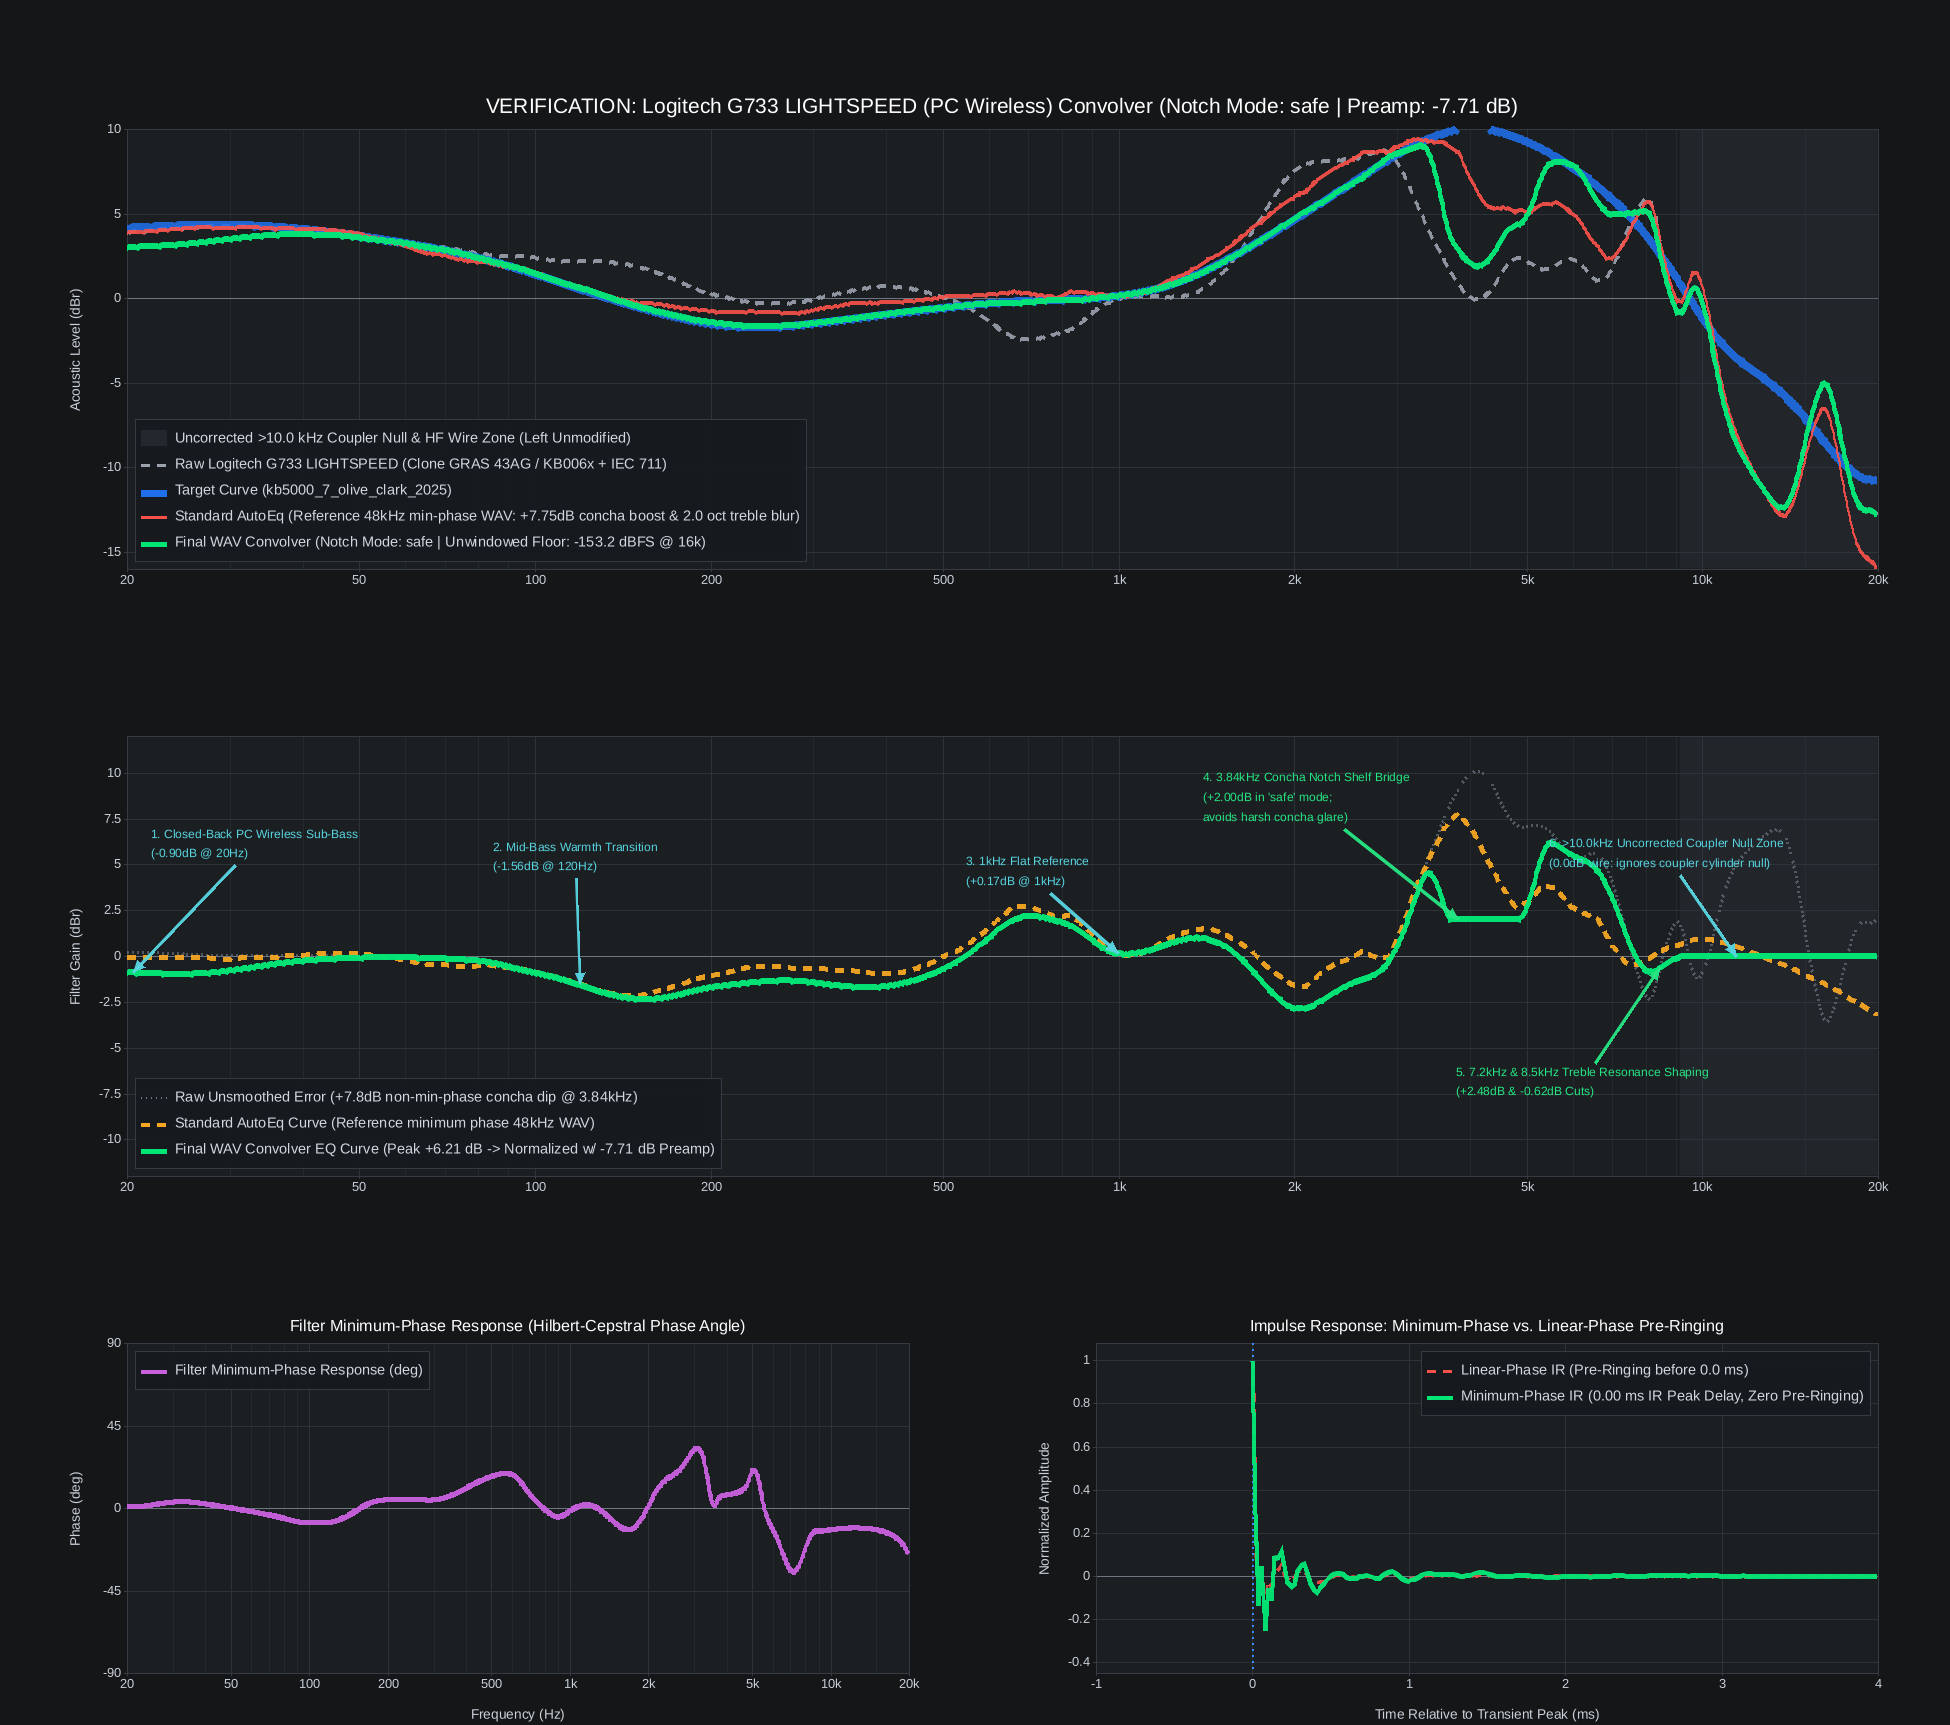 VERIFICATION: Logitech G733 LIGHTSPEED (PC Wireless) Convolver (Notch Mode: safe | Preamp: -7.71 dB)
10
5
0
-5
-10
-15
Acoustic Level (dBr)
Uncorrected >10.0 kHz Coupler Null & HF Wire Zone (Left Unmodified)
Raw Logitech G733 LIGHTSPEED (Clone GRAS 43AG / KB006x + IEC 711)
Target Curve (kb5000_7_olive_clark_2025)
Standard AutoEq (Reference 48kHz min-phase WAV: +7.75dB concha boost & 2.0 oct treble blur)
Final WAV Convolver (Notch Mode: safe | Unwindowed Floor: -153.2 dBFS @ 16k)
20 50 100 200 500 1k 2k 5k 10k 20k
10
7.5
5
2.5
0
-2.5
-5
-7.5
-10
Filter Gain (dBr)
1. Closed-Back PC Wireless Sub-Bass
(-0.90dB @ 20Hz)
2. Mid-Bass Warmth Transition
(-1.56dB @ 120Hz)
3. 1kHz Flat Reference
(+0.17dB @ 1kHz)
4. 3.84kHz Concha Notch Shelf Bridge
(+2.00dB in 'safe' mode;
avoids harsh concha glare)
>10.0kHz Uncorrected Coupler Null Zone
(0.0dB wire: ignores coupler cylinder null)
5. 7.2kHz & 8.5kHz Treble Resonance Shaping
(+2.48dB & -0.62dB Cuts)
Raw Unsmoothed Error (+7.8dB non-min-phase concha dip @ 3.84kHz)
Standard AutoEq Curve (Reference minimum phase 48kHz WAV)
Final WAV Convolver EQ Curve (Peak +6.21 dB -> Normalized w/ -7.71 dB Preamp)
20 50 100 200 500 1k 2k 5k 10k 20k
Filter Minimum-Phase Response (Hilbert-Cepstral Phase Angle)
90
45
0
-45
-90
Phase (deg)
Filter Minimum-Phase Response (deg)
20 50 100 200 500 1k 2k 5k 10k 20k
Frequency (Hz)
Impulse Response: Minimum-Phase vs. Linear-Phase Pre-Ringing
1
0.8
0.6
0.4
0.2
0
-0.2
-0.4
Normalized Amplitude
Linear-Phase IR (Pre-Ringing before 0.0 ms)
Minimum-Phase IR (0.00 ms IR Peak Delay, Zero Pre-Ringing)
-1 0 1 2 3 4
Time Relative to Transient Peak (ms)